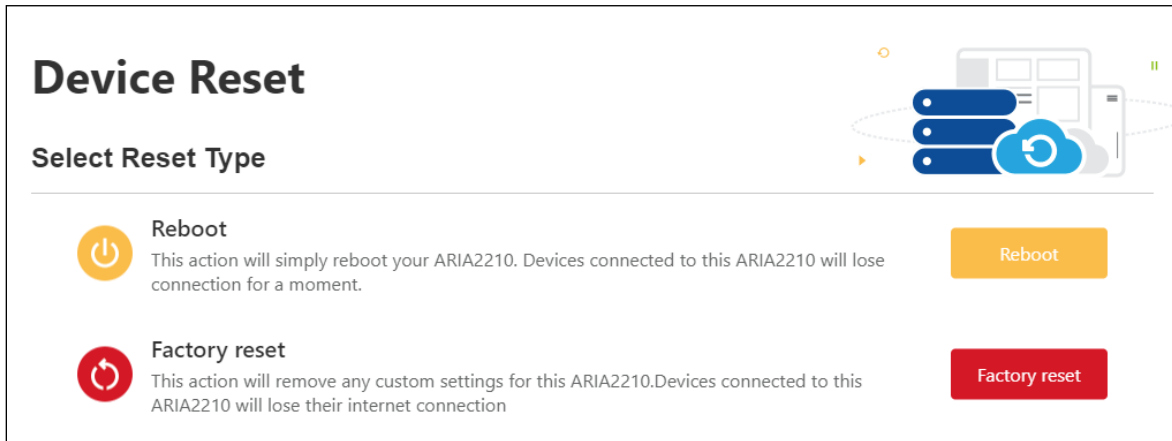 Device Reset
Select Reset Type
Reboot
This action will simply reboot your ARIA2210. Devices connected to this ARIA2210 will lose
connection for a moment.
Reboot
Factory reset
This action will remove any custom settings for this ARIA2210.Devices connected to this
ARIA2210 will lose their internet connection
Factory reset